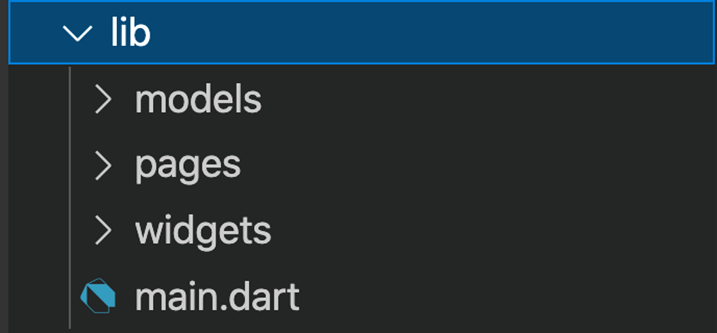 lib
models
pages
widgets
main.dart